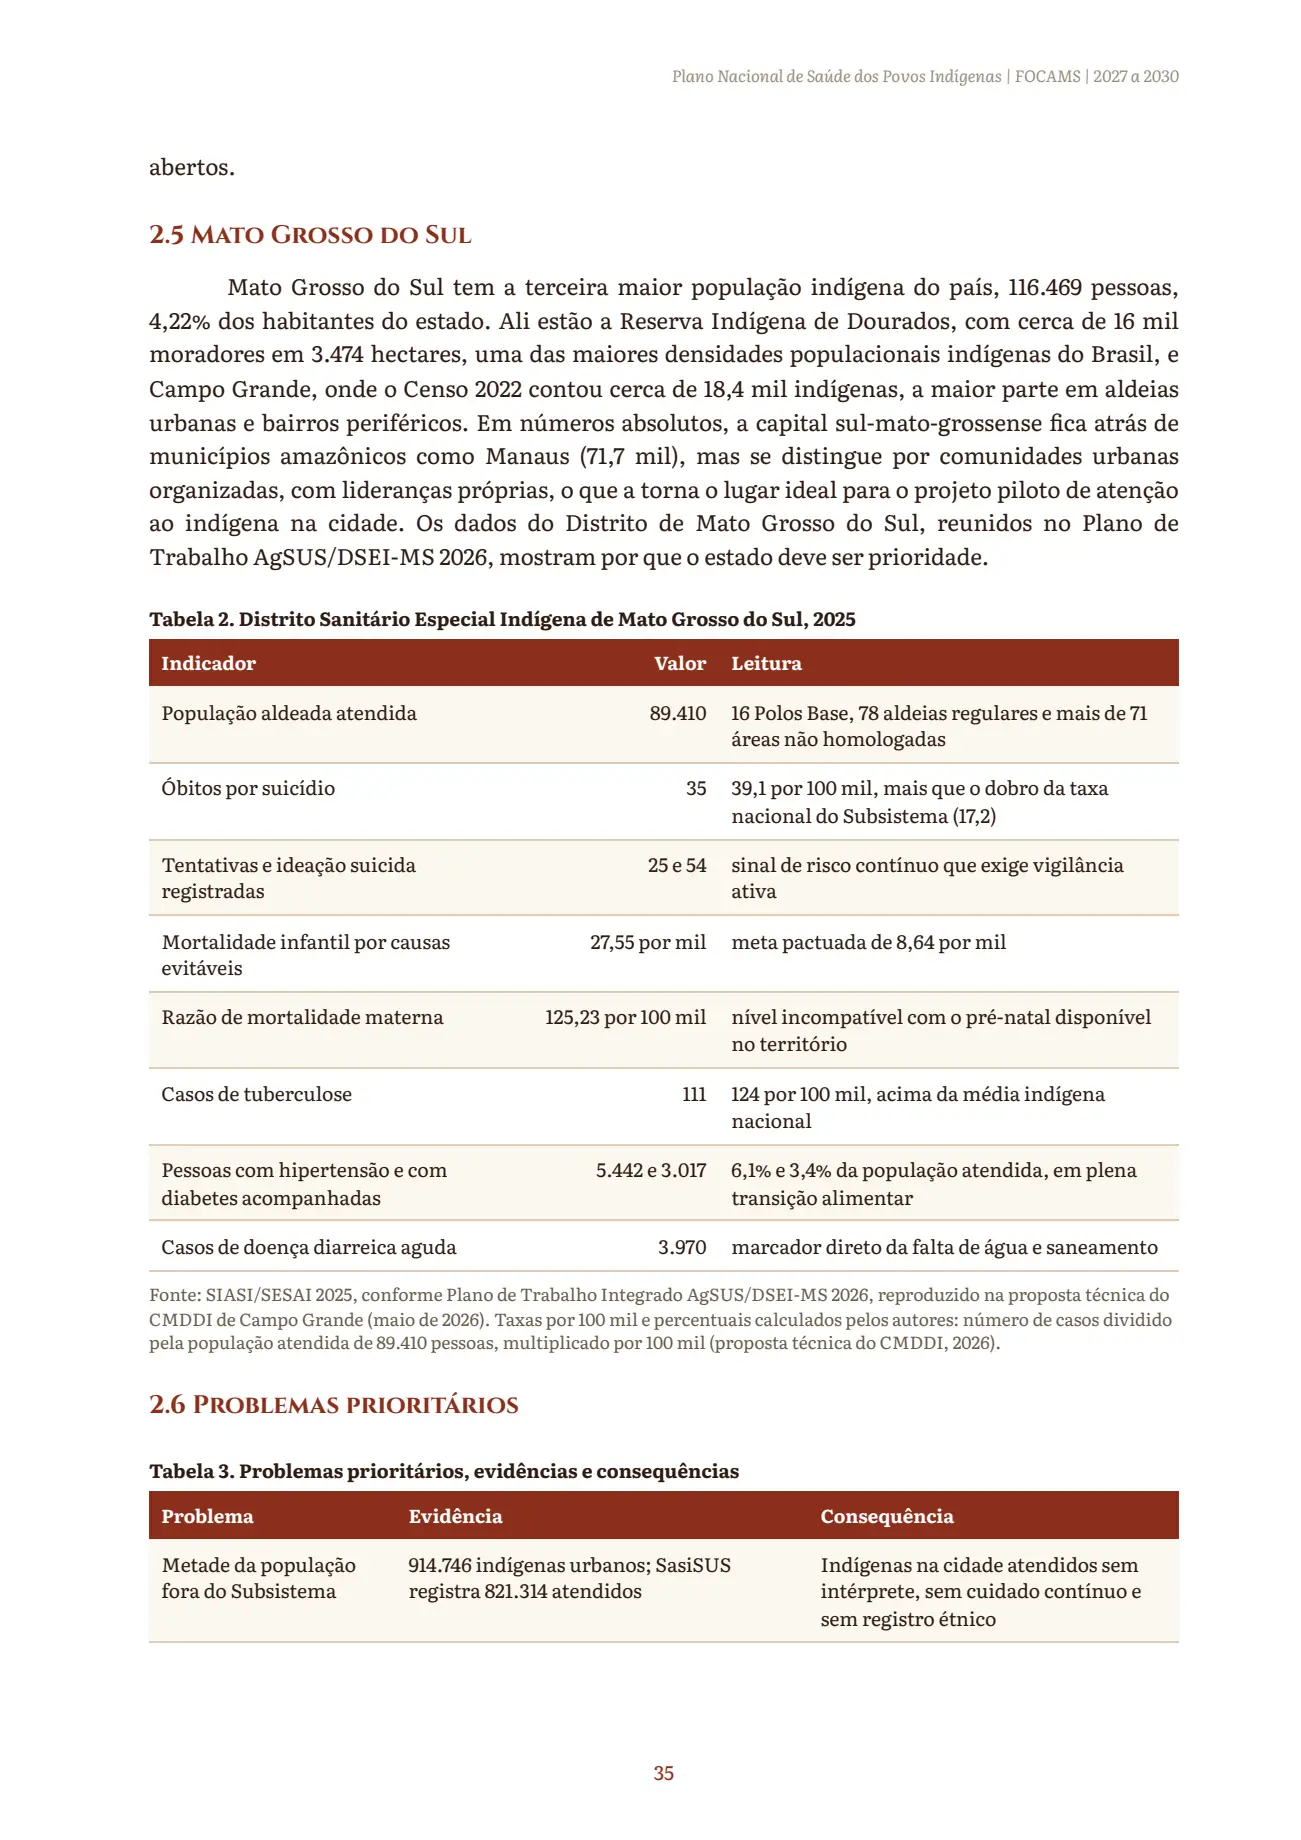 Plano Nacional de Saúde dos Povos Indígenas | FOCAMS | 2027 a 2030
abertos.
2.5 Mato Grosso do Sul
Mato Grosso do Sul tem a terceira maior população indígena do país, 116.469 pessoas,
4,22% dos habitantes do estado. Ali estão a Reserva Indígena de Dourados, com cerca de 16 mil
moradores em 3.474 hectares, uma das maiores densidades populacionais indígenas do Brasil, e
Campo Grande, onde o Censo 2022 contou cerca de 18,4 mil indígenas, a maior parte em aldeias
urbanas e bairros periféricos. Em números absolutos, a capital sul-mato-grossense fica atrás de
municípios amazônicos como Manaus (71,7 mil), mas se distingue por comunidades urbanas
organizadas, com lideranças próprias, o que a torna o lugar ideal para o projeto piloto de atenção
ao indígena na cidade. Os dados do Distrito de Mato Grosso do Sul, reunidos no Plano de
Trabalho AgSUS/DSEI-MS 2026, mostram por que o estado deve ser prioridade.
Tabela 2. Distrito Sanitário Especial Indígena de Mato Grosso do Sul, 2025
Indicador Valor Leitura
População aldeada atendida 89.410 16 Polos Base, 78 aldeias regulares e mais de 71
áreas não homologadas
Óbitos por suicídio 35 39,1 por 100 mil, mais que o dobro da taxa
nacional do Subsistema (17,2)
Tentativas e ideação suicida 25 e 54 sinal de risco contínuo que exige vigilância
registradas ativa
Mortalidade infantil por causas 27,55 por mil meta pactuada de 8,64 por mil
evitáveis
Razão de mortalidade materna 125,23 por 100 mil nível incompatível com o pré-natal disponível
no território
Casos de tuberculose 111 124 por 100 mil, acima da média indígena
nacional
Pessoas com hipertensão e com 5.442 e 3.017 6,1% e 3,4% da população atendida, em plena
diabetes acompanhadas transição alimentar
Casos de doença diarreica aguda 3.970 marcador direto da falta de água e saneamento
Fonte: SIASI/SESAI 2025, conforme Plano de Trabalho Integrado AgSUS/DSEI-MS 2026, reproduzido na proposta técnica do
CMDDI de Campo Grande (maio de 2026). Taxas por 100 mil e percentuais calculados pelos autores: número de casos dividido
pela população atendida de 89.410 pessoas, multiplicado por 100 mil (proposta técnica do CMDDI, 2026).
2.6 Problemas prioritários
Tabela 3. Problemas prioritários, evidências e consequências
Problema Evidência Consequência
Metade da população 914.746 indígenas urbanos; SasiSUS Indígenas na cidade atendidos sem
fora do Subsistema registra 821.314 atendidos intérprete, sem cuidado contínuo e
sem registro étnico
35